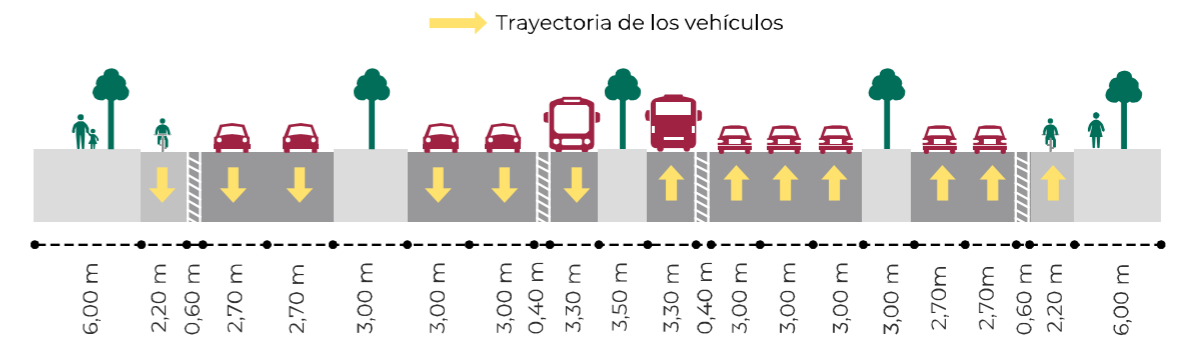 Trayectoria de los vehículos
6,00 m
2,20 m
0,60 m
2,70 m
2,70 m
3,00 m
3,00 m
3,00 m
0,40 m
3,30 m
3,50 m
3,30 m
0,40 m
3,00 m
3,00 m
3,00 m
3,00 m
2,70m
2,70m
0,60 m
2,20 m
6,00 m